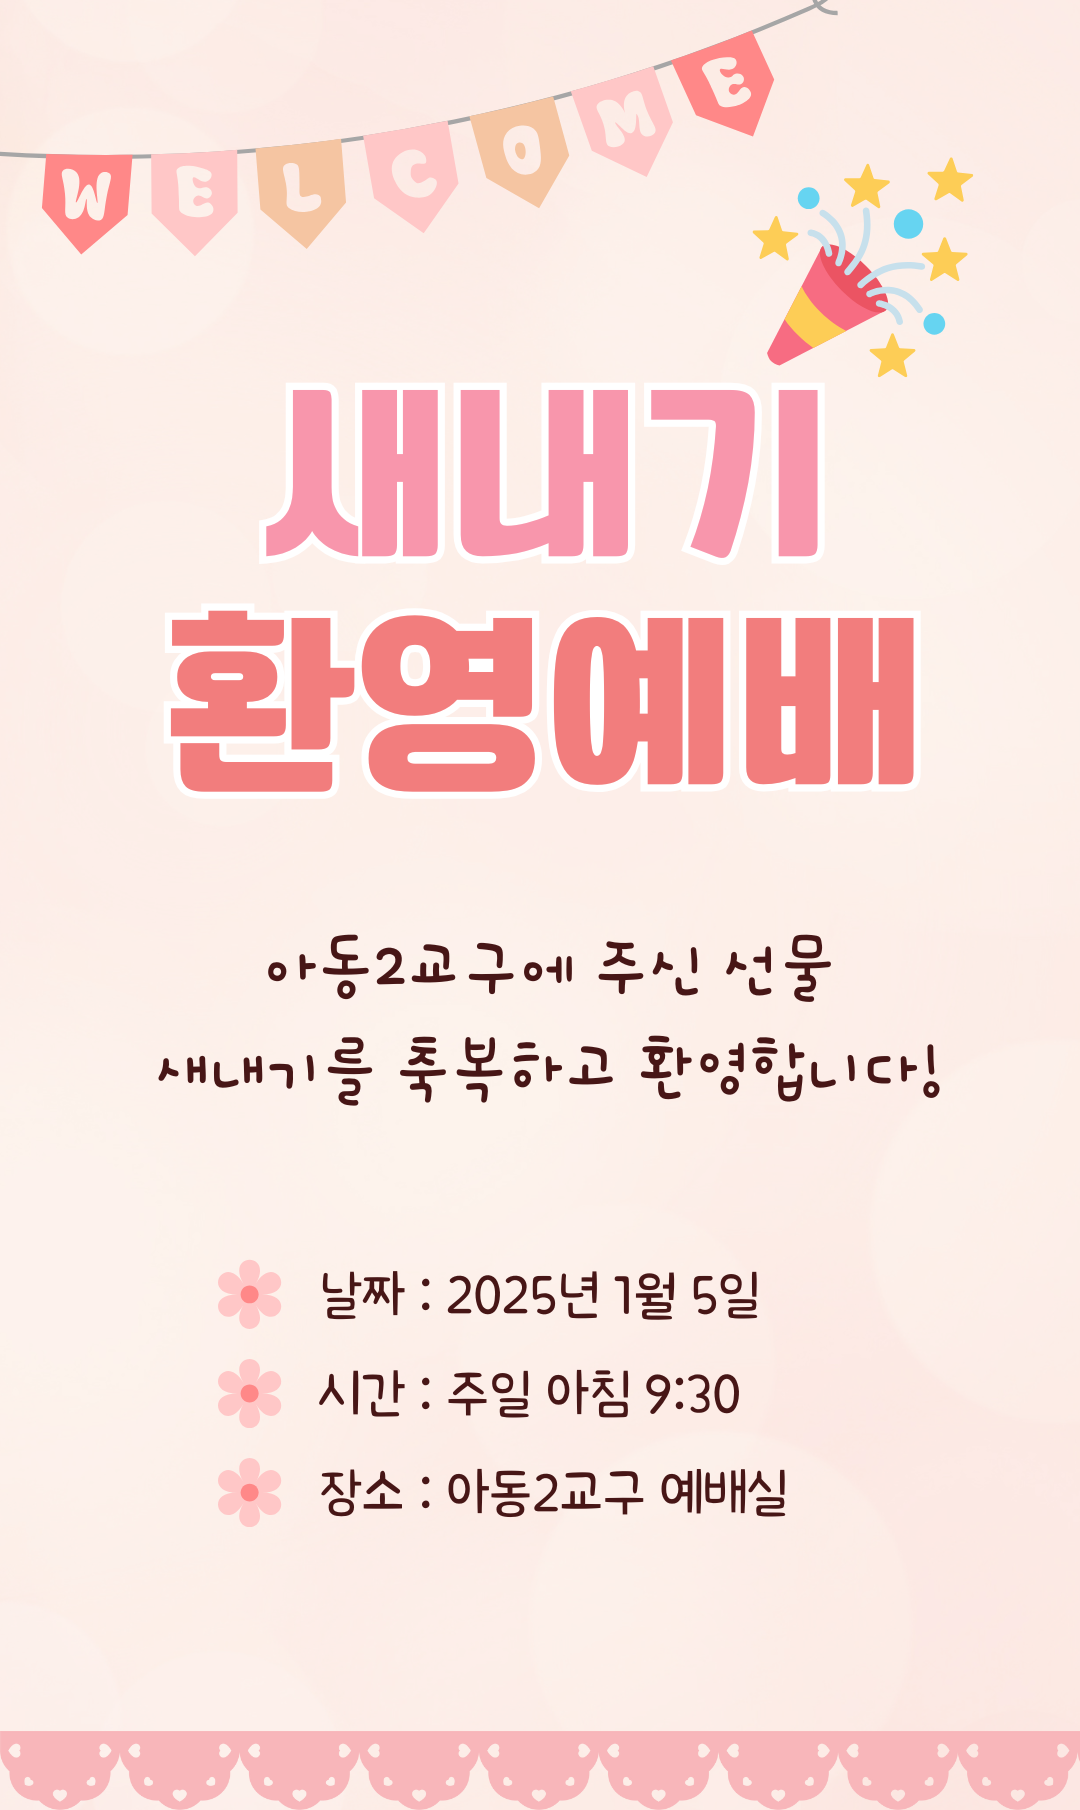 WELCOME
새내기
환영예배
아동2교구에 주신 선물
새내기를 축복하고 환영합니다!
날짜 : 2025년 1월 5일
시간 : 주일 아침 9:30
장소 : 아동2교구 예배실